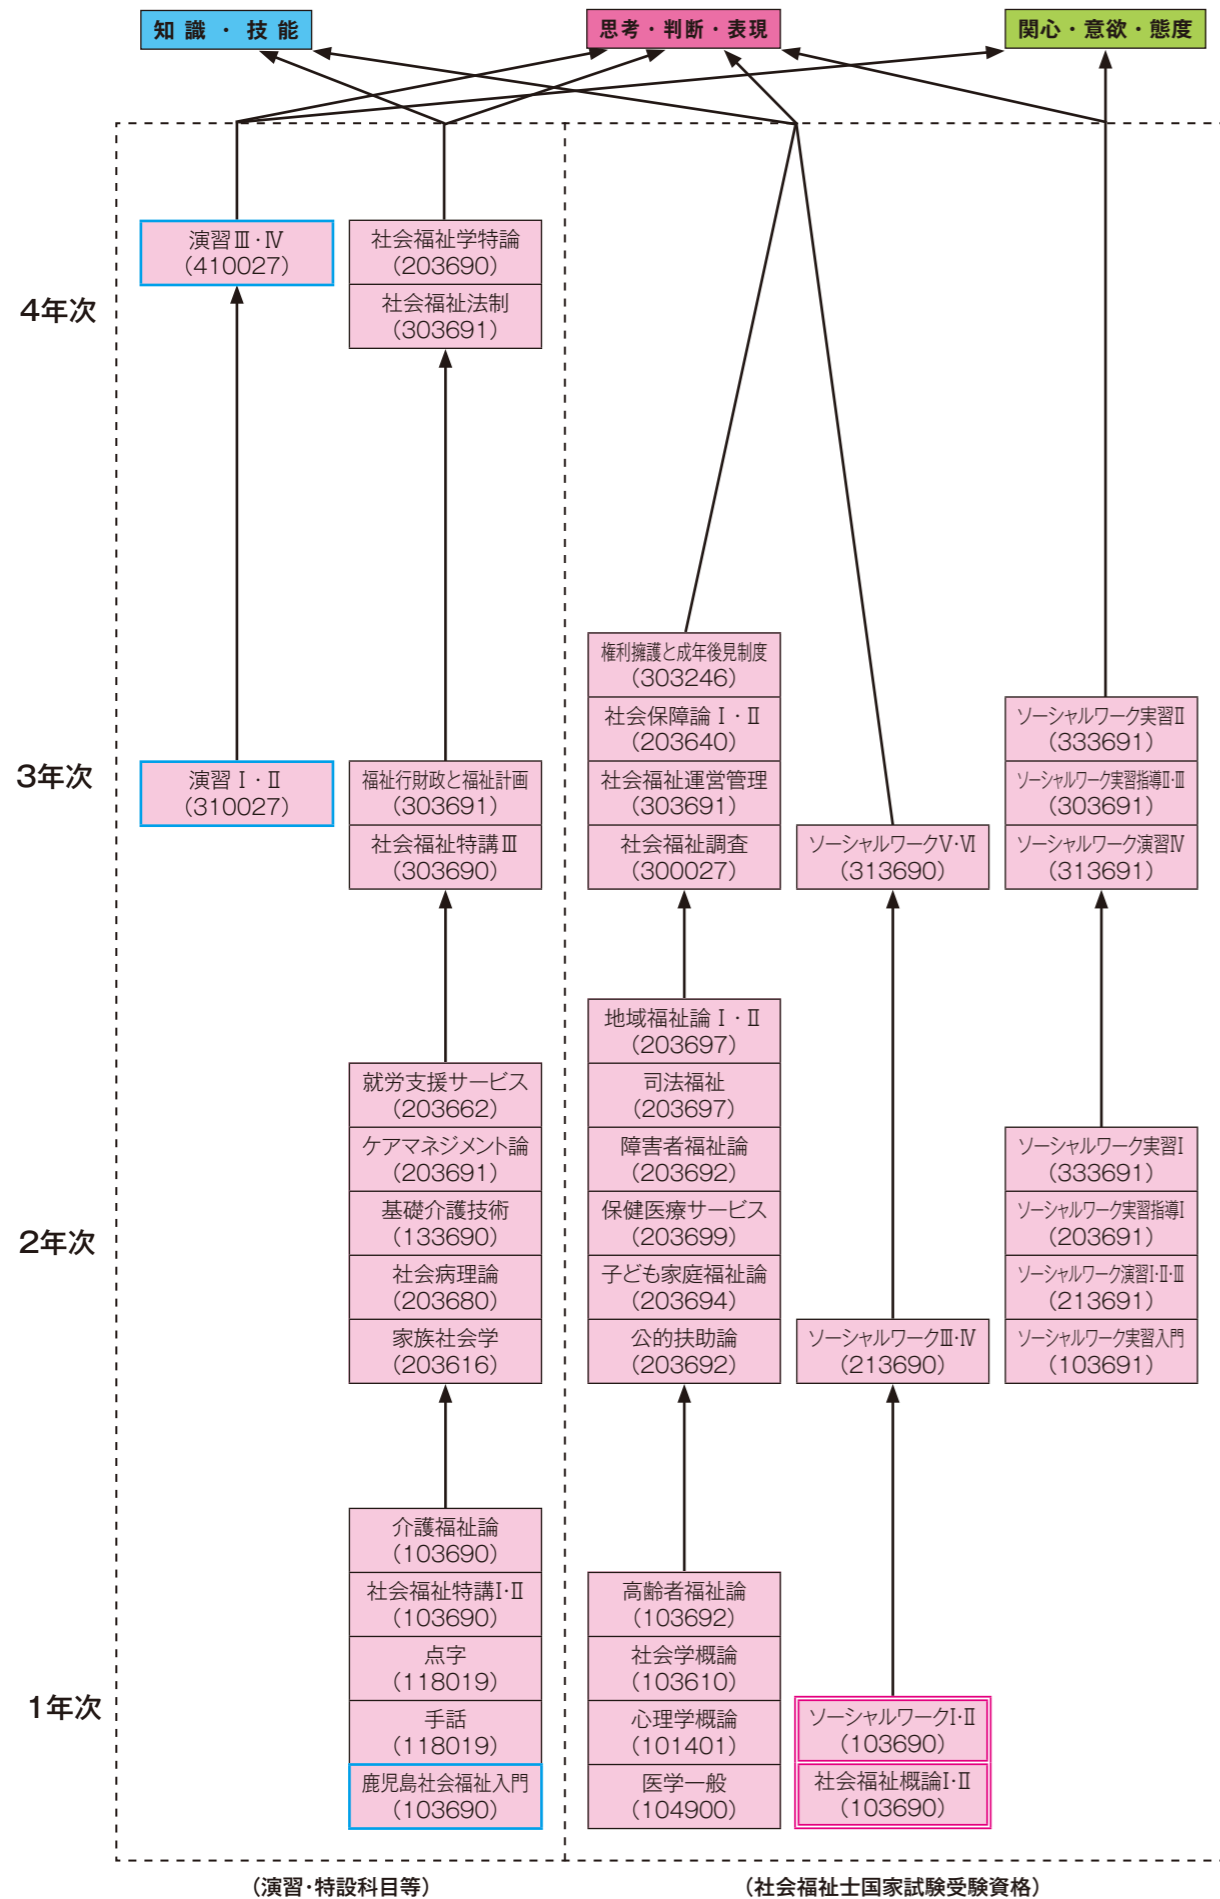 知識・技能
思考・判断・表現
関心・意欲・態度
4年次
演習Ⅲ・Ⅳ
(410027)
社会福祉学特論
(203690)
社会福祉法制
(303691)
3年次
演習Ⅰ・Ⅱ
(310027)
福祉行財政と福祉計画
(303691)
社会福祉特講Ⅲ
(303690)
権利擁護と成年後見制度
(303246)
社会保障論Ⅰ・Ⅱ
(203640)
社会福祉運営管理
(303691)
社会福祉調査
(300027)
ソーシャルワークⅤ・Ⅵ
(313690)
ソーシャルワーク実習Ⅱ
(333691)
ソーシャルワーク実習指導Ⅱ・Ⅲ
(303691)
ソーシャルワーク演習Ⅳ
(313691)
2年次
就労支援サービス
(203662)
ケアマネジメント論
(203691)
基礎介護技術
(133690)
社会病理論
(203680)
家族社会学
(203616)
地域福祉論Ⅰ・Ⅱ
(203697)
司法福祉
(203697)
障害者福祉論
(203692)
保健医療サービス
(203699)
子ども家庭福祉論
(203694)
公的扶助論
(203692)
ソーシャルワークⅢ・Ⅳ
(213690)
ソーシャルワーク実習Ⅰ
(333691)
ソーシャルワーク実習指導Ⅰ
(203691)
ソーシャルワーク演習Ⅰ・Ⅱ・Ⅲ
(213691)
ソーシャルワーク実習入門
(103691)
1年次
介護福祉論
(103690)
社会福祉特講Ⅰ・Ⅱ
(103690)
点字
(118019)
手話
(118019)
鹿児島社会福祉入門
(103690)
高齢者福祉論
(103692)
社会学概論
(103610)
心理学概論
(101401)
医学一般
(104900)
ソーシャルワークⅠ・Ⅱ
(103690)
社会福祉概論Ⅰ・Ⅱ
(103690)
(演習・特設科目等)
(社会福祉士国家試験受験資格)